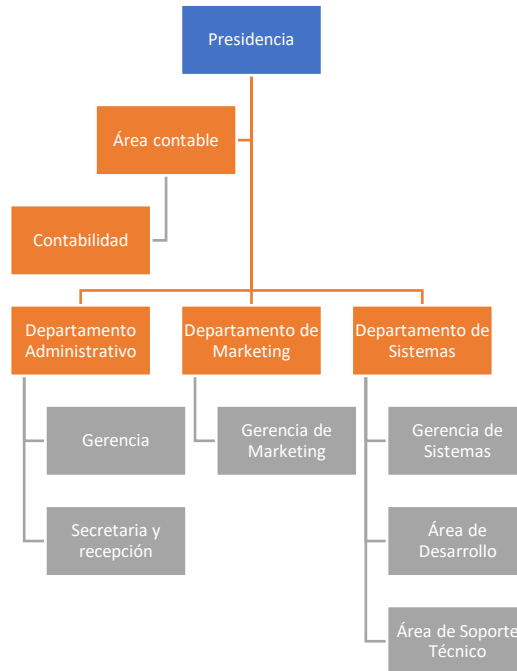 Presidencia
Área contable
Contabilidad
Departamento
Administrativo
Departamento de
Marketing
Departamento de
Sistemas
Gerencia
Gerencia de
Marketing
Gerencia de
Sistemas
Secretaria y
recepción
Área de
Desarrollo
Área de Soporte
Técnico